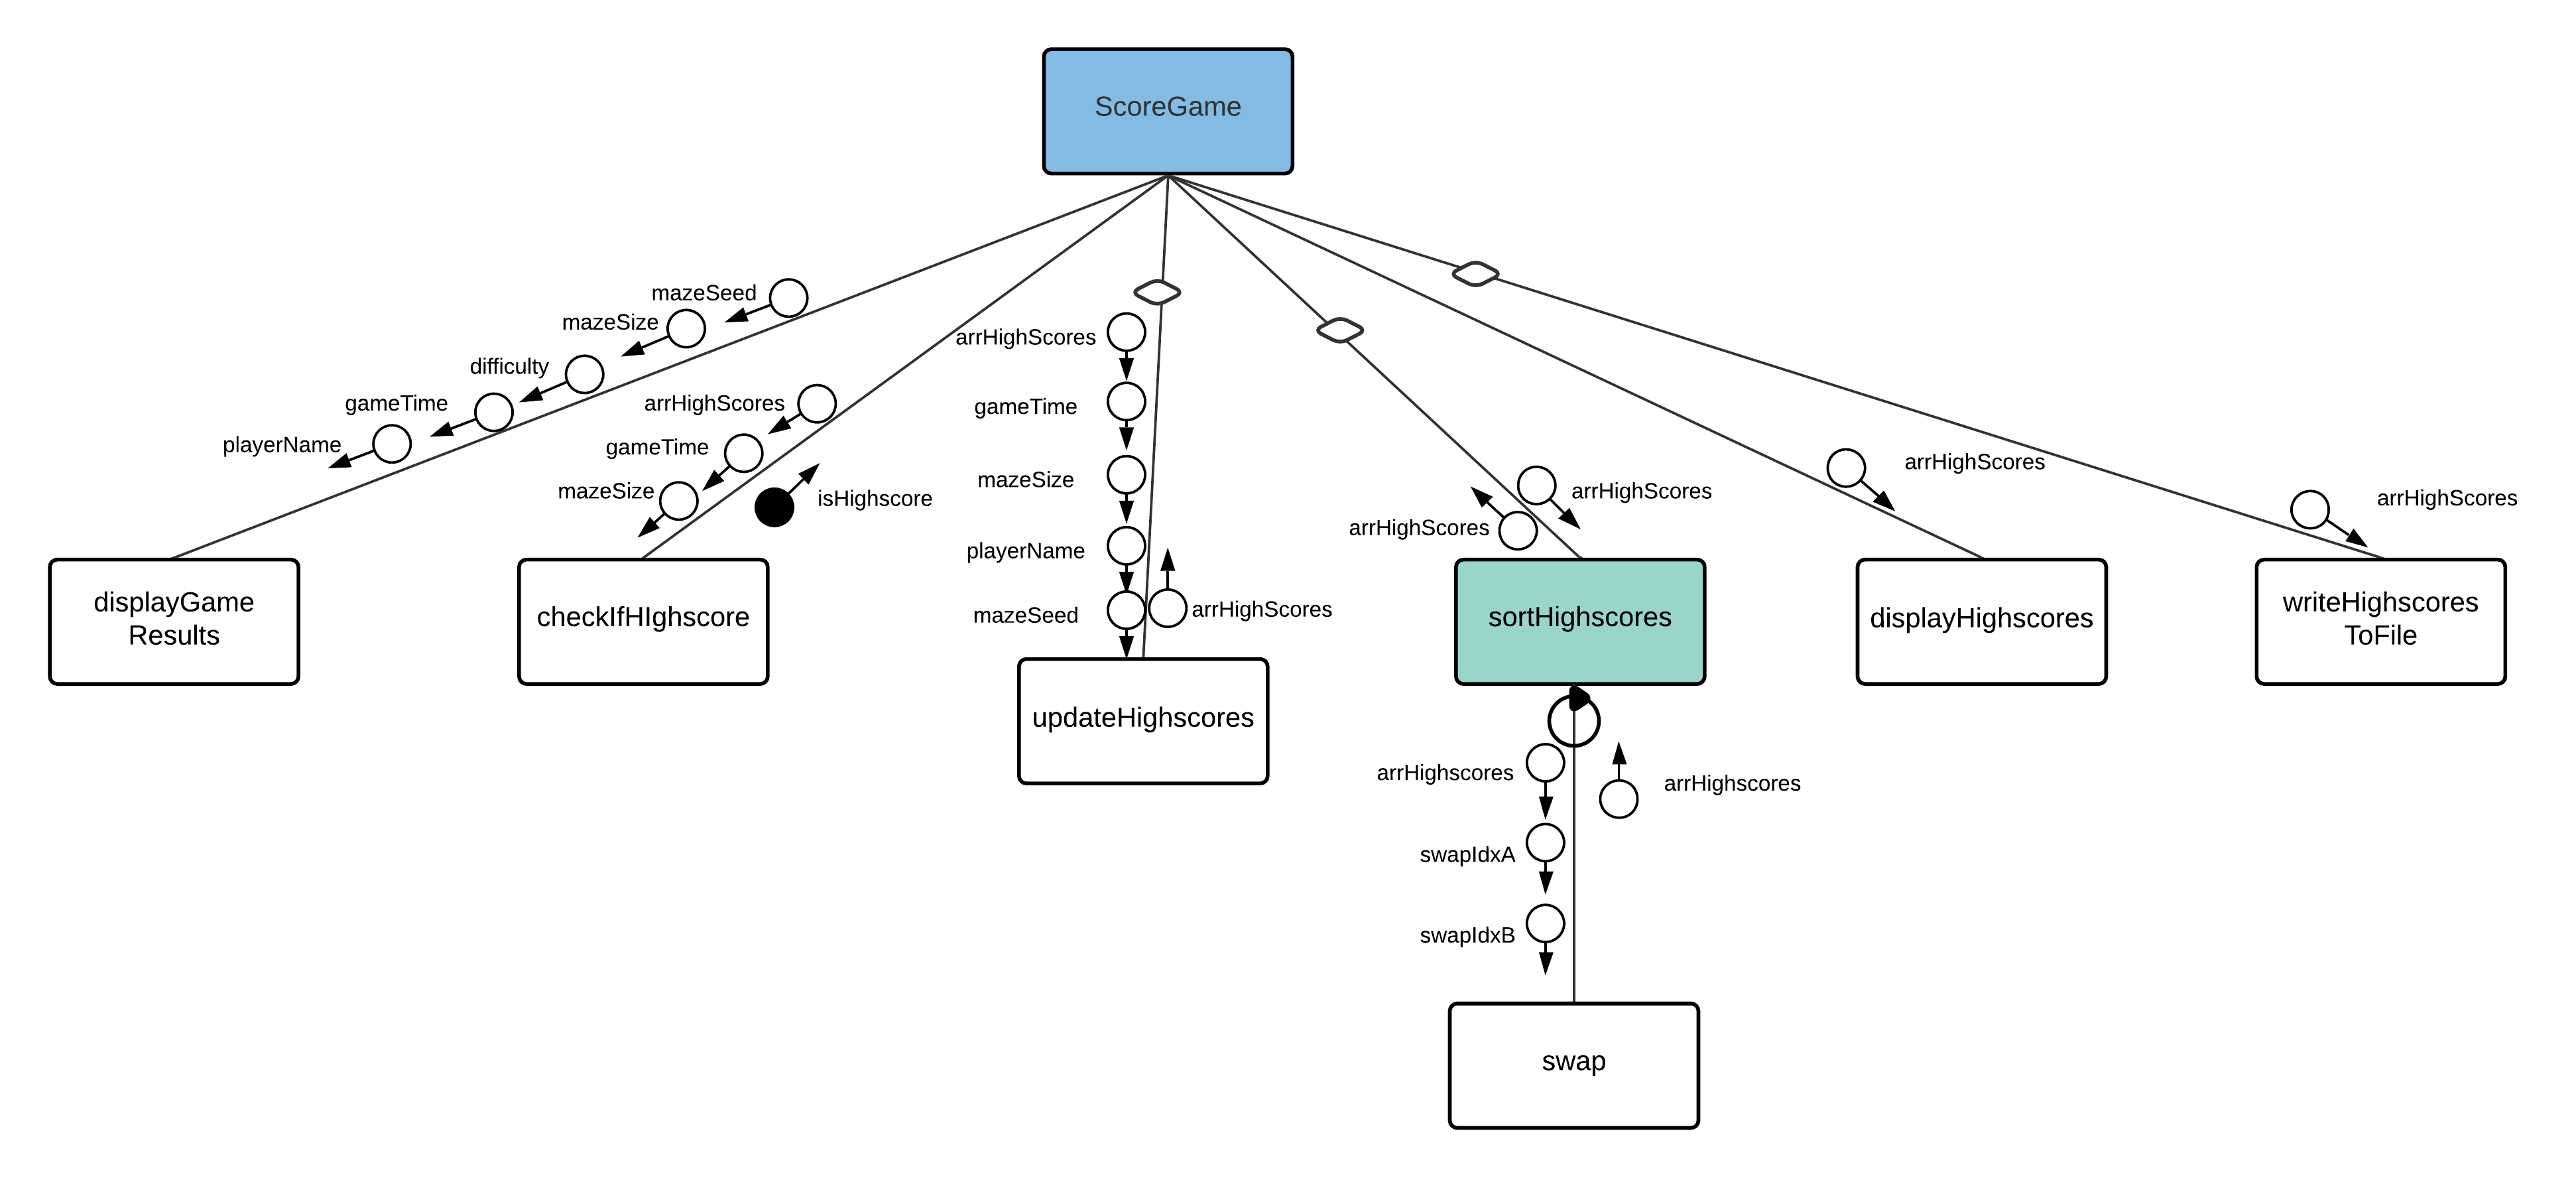 ScoreGame
mazeSeed
mazeSize
difficulty
gameTime
playerName
arrHighScores
gameTime
mazeSize
isHighscore
arrHighScores
gameTime
mazeSize
playerName
mazeSeed
arrHighScores
arrHighScores
arrHighScores
arrHighScores
arrHighScores
displayGame
Results
checkIfHIghscore
updateHighscores
sortHighscores
displayHighscores
writeHighscores
ToFile
arrHighscores
swapIdxA
swapIdxB
arrHighscores
swap